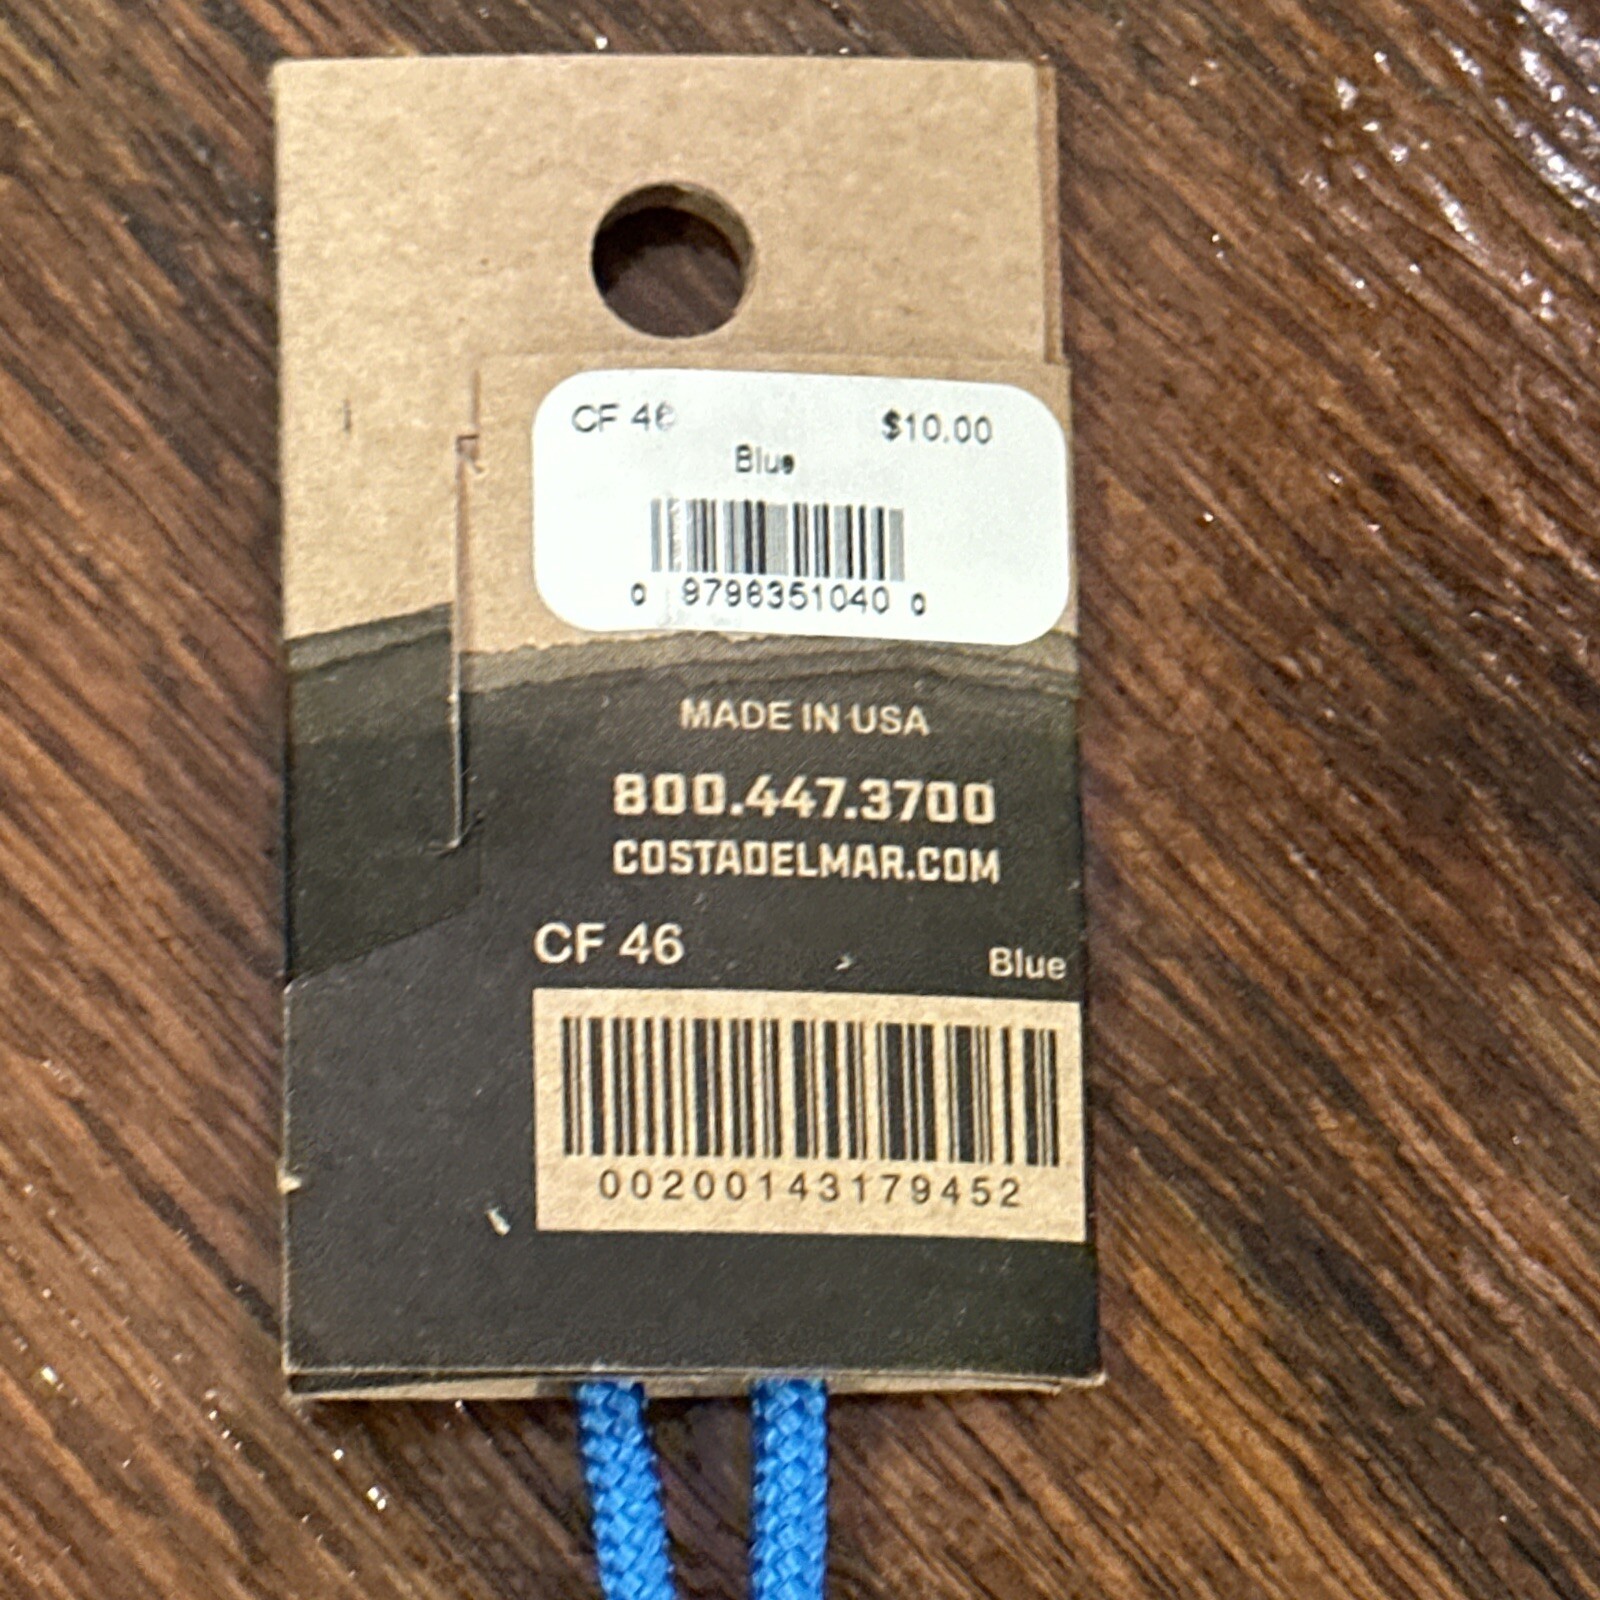 CF 46 $10.00
Blue
0 9798351040 0
MADE IN USA
800.447.3700
COSTADELMAR.COM
CF 46 Blue
00200143179452